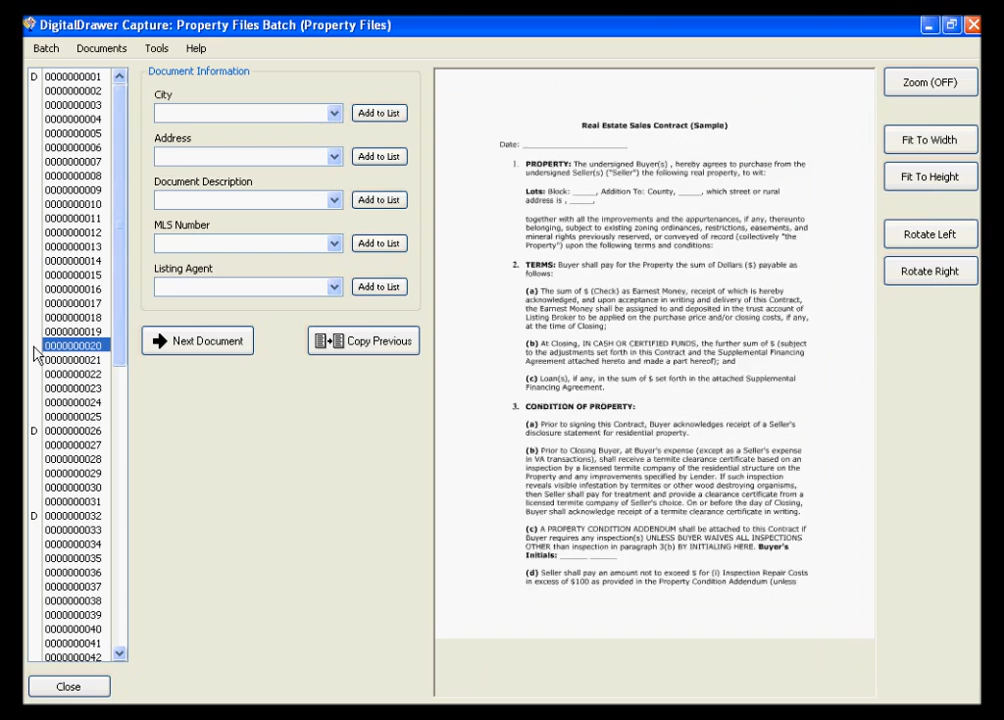 DigitalDrawer Capture: Property Files Batch (Property Files)
Batch Documents Tools Help
D 0000000001
0000000002
0000000003
0000000004
0000000005
0000000006
0000000007
0000000008
0000000009
0000000010
0000000011
0000000012
0000000013
0000000014
0000000015
0000000016
0000000017
0000000018
0000000019
0000000020
0000000021
0000000022
0000000023
0000000024
0000000025
D 0000000026
0000000027
0000000028
0000000029
0000000030
0000000031
D 0000000032
0000000033
0000000034
0000000035
0000000036
0000000037
0000000038
0000000039
0000000040
0000000041
0000000042
Close
Document Information
City
Add to List
Address
Add to List
Document Description
Add to List
MLS Number
Add to List
Listing Agent
Add to List
Next Document
Copy Previous
Real Estate Sales Contract (Sample)
Date: ____________________
1. PROPERTY: The undersigned Buyer(s) , hereby agrees to purchase from the
undersigned Seller(s) ("Seller") the following real property, to wit:
Lots: Block: _____, Addition To: County, _____, which street or rural
address is , _____,
together with all the improvements and the appurtenances, if any, thereunto
belonging, subject to existing zoning ordinances, restrictions, easements, and
mineral rights previously reserved, or conveyed of record (collectively "the
Property") upon the following terms and conditions:
2. TERMS: Buyer shall pay for the Property the sum of Dollars ($) payable as
follows:
(a) The sum of $ (Check) as Earnest Money, receipt of which is hereby
acknowledged, and upon acceptance in writing and delivery of this Contract,
the Earnest Money shall be assigned to and deposited in the trust account of
Listing Broker to be applied on the purchase price and/or closing costs, if any,
at the time of Closing;
(b) At Closing, IN CASH OR CERTIFIED FUNDS, the further sum of $ (subject
to the adjustments set forth in this Contract and the Supplemental Financing
Agreement attached hereto and made a part hereof); and
(c) Loan(s), if any, in the sum of $ set forth in the attached Supplemental
Financing Agreement.
3. CONDITION OF PROPERTY:
(a) Prior to signing this Contract, Buyer acknowledges receipt of a Seller's
disclosure statement for residential property.
(b) Prior to Closing Buyer, at Buyer's expense (except as a Seller's expense
in VA transactions), shall receive a termite clearance certificate based on an
inspection by a licensed termite company of the residential structure on the
Property and any improvements specified by Lender. If such inspection
reveals visible infestation by termites or other wood destroying organisms,
then Seller shall pay for treatment and provide a clearance certificate from a
licensed termite company of Seller's choice. On or before the day of Closing,
Buyer shall acknowledge receipt of a termite clearance certificate in writing.
(c) A PROPERTY CONDITION ADDENDUM shall be attached to this Contract if
Buyer requires any inspection(s) UNLESS BUYER WAIVES ALL INSPECTIONS
OTHER than inspection in paragraph 3(b) BY INITIALING HERE. Buyer's
Initials: ______ ______
(d) Seller shall pay an amount not to exceed $ for (i) Inspection Repair Costs
in excess of $100 as provided in the Property Condition Addendum (unless
Zoom (OFF)
Fit To Width
Fit To Height
Rotate Left
Rotate Right